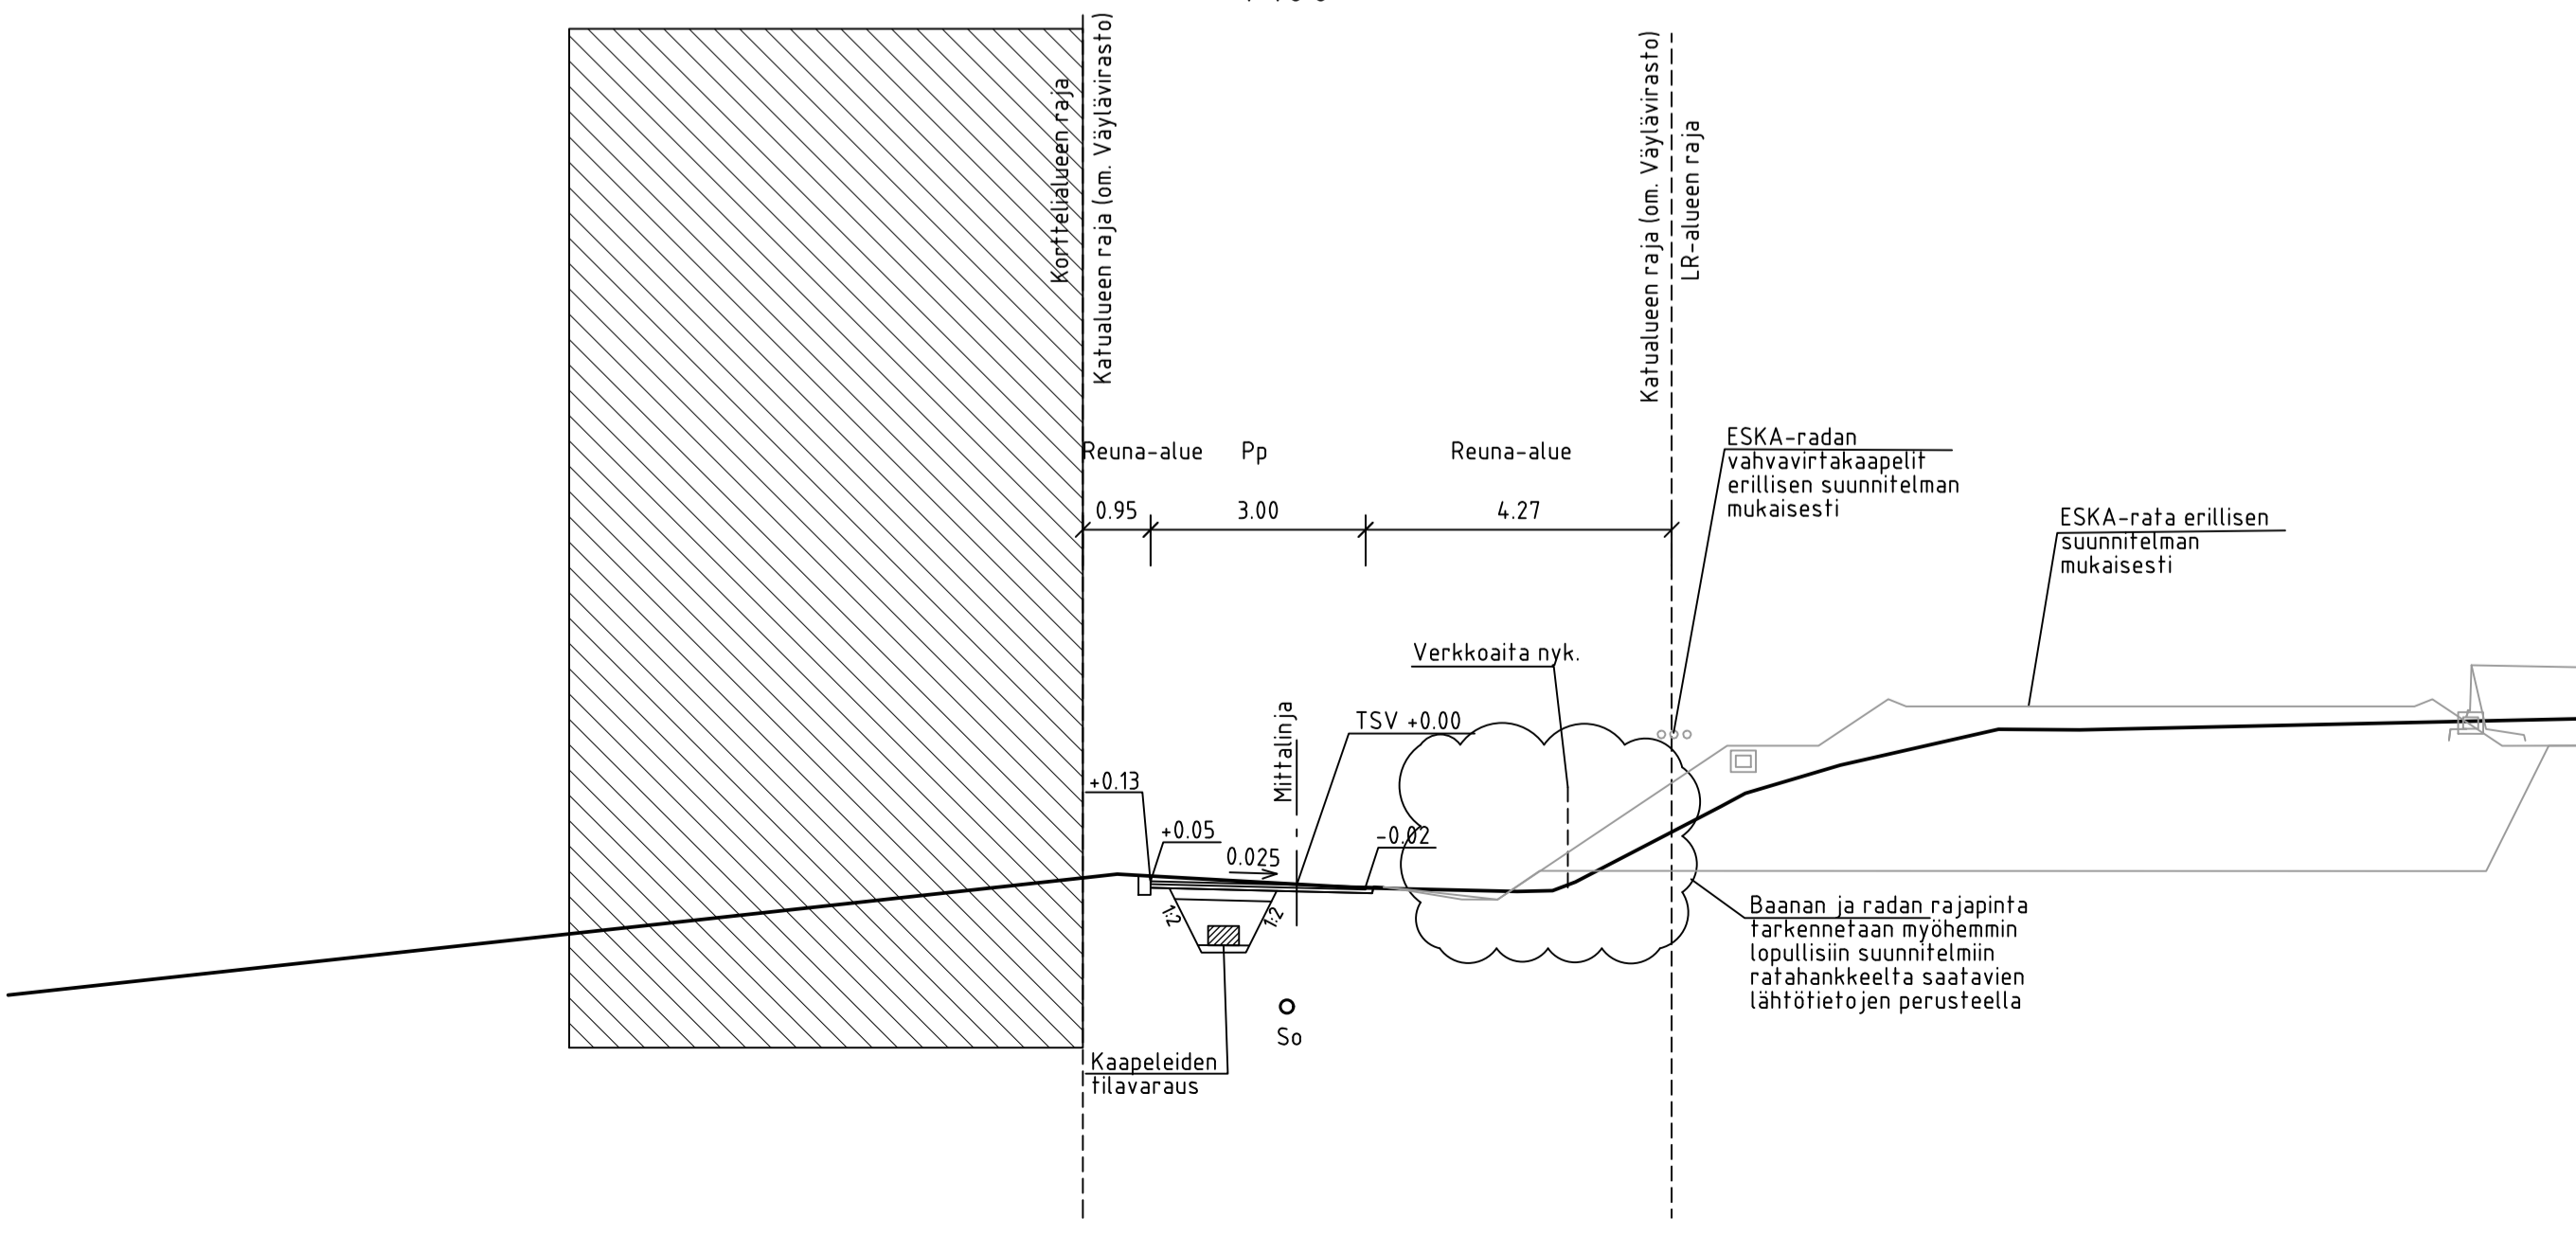 Korttelialueen raja
Katualueen raja (om. Väylävirasto)
Katualueen raja (om. Väylävirasto)
LR-alueen raja
Reuna-alue
Pp
Reuna-alue
0.95
3.00
4.27
ESKA-radan
vahvavirtakaapelit
erillisen suunnitelman
mukaisesti
ESKA-rata erillisen
suunnitelman
mukaisesti
Verkkoaita nyk.
Mittalinja
TSV +0.00
+0.13
+0.05
0.025
-0.02
1:2
1:2
Baanan ja radan rajapinta
tarkennetaan myöhemmin
lopullisiin suunnitelmiin
ratahankkeelta saatavien
lähtötietojen perusteella
So
Kaapeleiden
tilavaraus